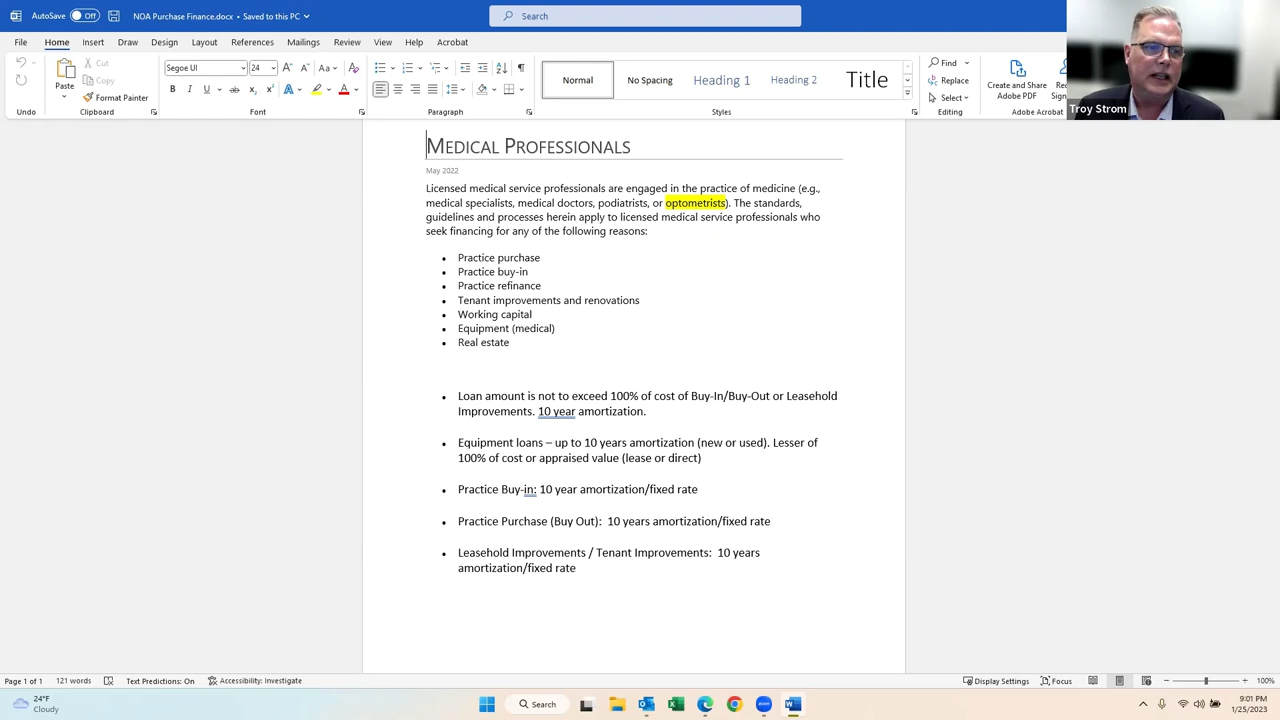 AutoSave Off NOA Purchase Finance.docx • Saved to this PC Search
File Home Insert Draw Design Layout References Mailings Review View Help Acrobat
Paste Cut Copy Format Painter
Segoe UI 24
Normal No Spacing Heading 1 Heading 2 Title
Find Replace Select
Create and Share Adobe PDF
Undo Clipboard Font Paragraph Styles Editing Adobe Acrobat
Troy Strom
MEDICAL PROFESSIONALS
May 2022
Licensed medical service professionals are engaged in the practice of medicine (e.g.,
medical specialists, medical doctors, podiatrists, or optometrists). The standards,
guidelines and processes herein apply to licensed medical service professionals who
seek financing for any of the following reasons:
• Practice purchase
• Practice buy-in
• Practice refinance
• Tenant improvements and renovations
• Working capital
• Equipment (medical)
• Real estate
• Loan amount is not to exceed 100% of cost of Buy-In/Buy-Out or Leasehold
Improvements. 10 year amortization.
• Equipment loans – up to 10 years amortization (new or used). Lesser of
100% of cost or appraised value (lease or direct)
• Practice Buy-in: 10 year amortization/fixed rate
• Practice Purchase (Buy Out): 10 years amortization/fixed rate
• Leasehold Improvements / Tenant Improvements: 10 years
amortization/fixed rate
Page 1 of 1 121 words Text Predictions: On Accessibility: Investigate Display Settings Focus 100%
24°F
Cloudy
Search
9:01 PM
1/25/2023